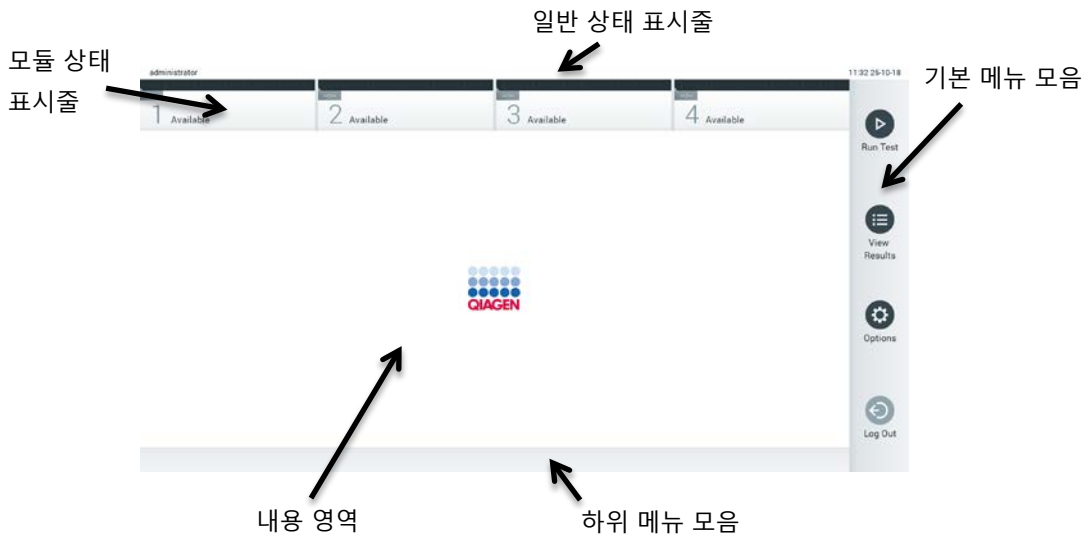 일반 상태 표시줄
모듈 상태
표시줄
기본 메뉴 모음
administrator
11:32 25-10-18
1 Available
2 Available
3 Available
4 Available
Run Test
View
Results
Options
Log Out
QIAGEN
내용 영역
하위 메뉴 모음